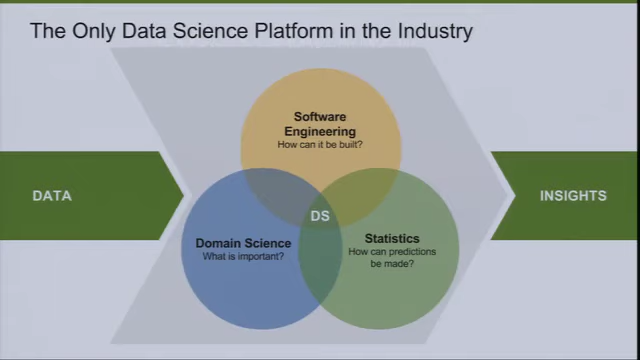 The Only Data Science Platform in the Industry
Software
Engineering
How can it be built?
DATA
INSIGHTS
DS
Domain Science
What is important?
Statistics
How can predictions
be made?